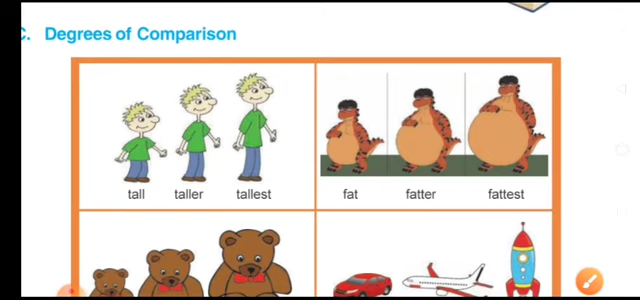 C. Degrees of Comparison
tall taller tallest
fat fatter fattest